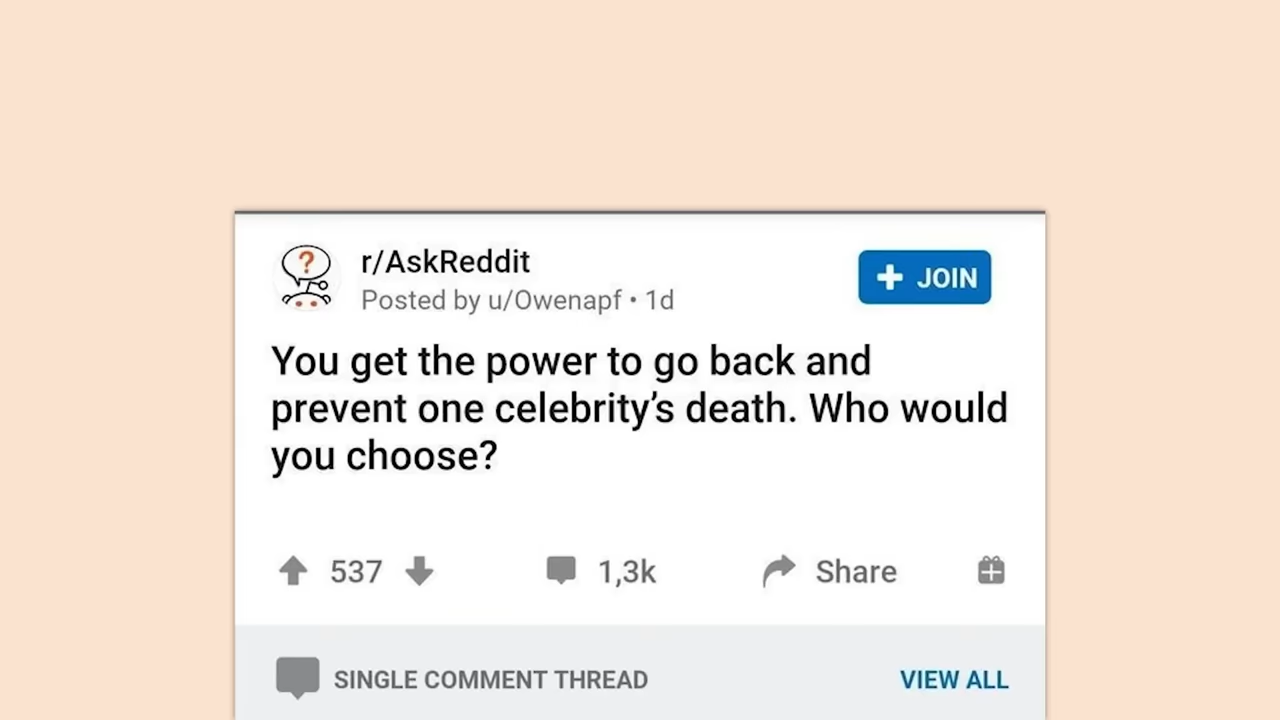 r/AskReddit
Posted by u/Owenapf • 1d
+ JOIN
You get the power to go back and
prevent one celebrity’s death. Who would
you choose?
537
1,3k
Share
SINGLE COMMENT THREAD
VIEW ALL